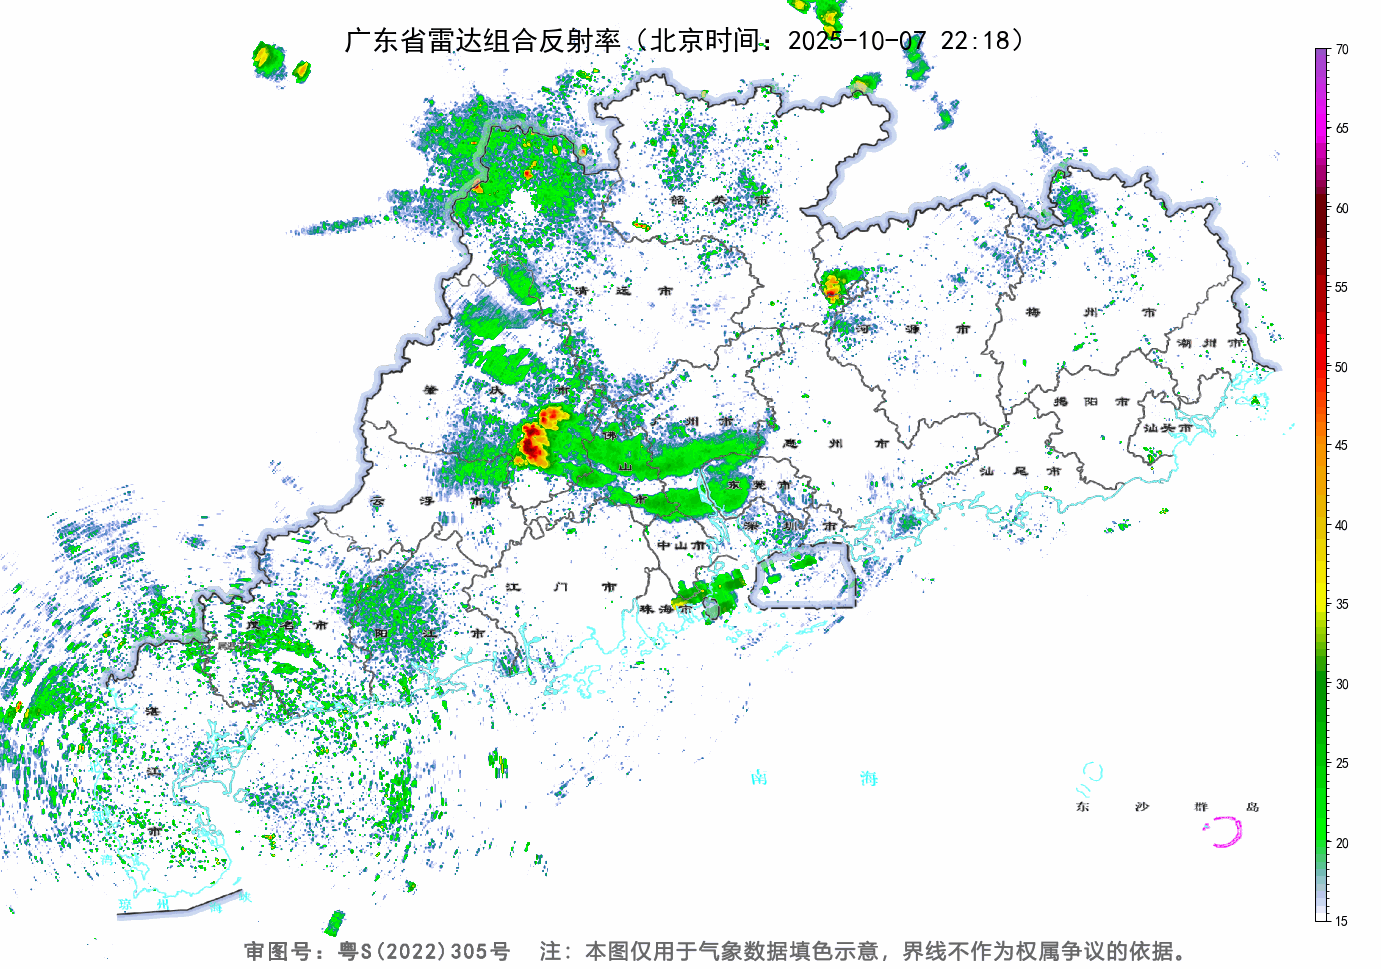 广东省雷达组合反射率（北京时间：2025-10-07 22:18）
70
65
60
55
50
45
40
35
30
25
20
15
韶 关 市
清 远 市
河 源 市
梅 州 市
潮 州 市
肇 庆 市
广 州 市
揭 阳 市
汕头市
佛
山
市
惠 州 市
汕 尾 市
云 浮 市
东 莞 市
深 圳 市
中山市
江 门 市
珠海市
茂 名 市
阳 江 市
湛
江
市
南 海
东 沙 群 岛
琼 州 海 峡
审图号：粤S(2022)305号 注：本图仅用于气象数据填色示意，界线不作为权属争议的依据。